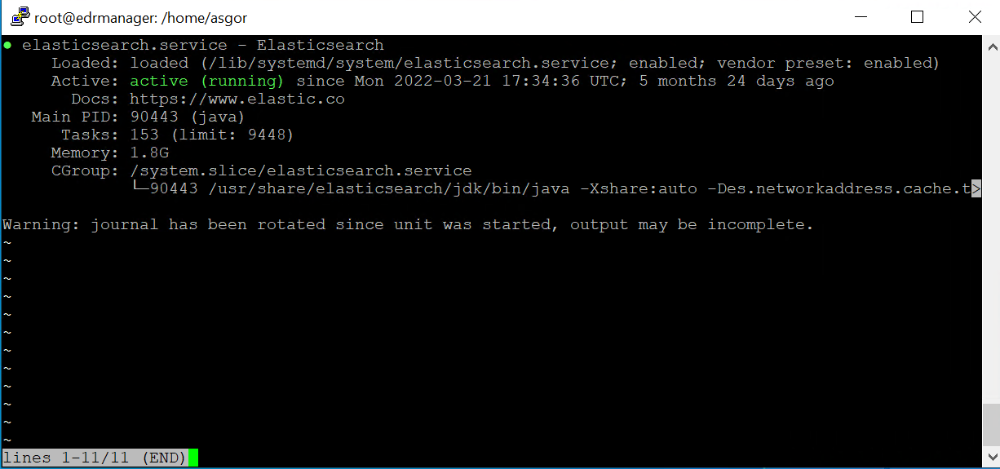 root@edrmanager: /home/asgor
● elasticsearch.service - Elasticsearch
Loaded: loaded (/lib/systemd/system/elasticsearch.service; enabled; vendor preset: enabled)
Active: active (running) since Mon 2022-03-21 17:34:36 UTC; 5 months 24 days ago
Docs: https://www.elastic.co
Main PID: 90443 (java)
Tasks: 153 (limit: 9448)
Memory: 1.8G
CGroup: /system.slice/elasticsearch.service
└─90443 /usr/share/elasticsearch/jdk/bin/java -Xshare:auto -Des.networkaddress.cache.t>
Warning: journal has been rotated since unit was started, output may be incomplete.
~
~
~
~
~
~
~
~
~
~
~
~
lines 1-11/11 (END)